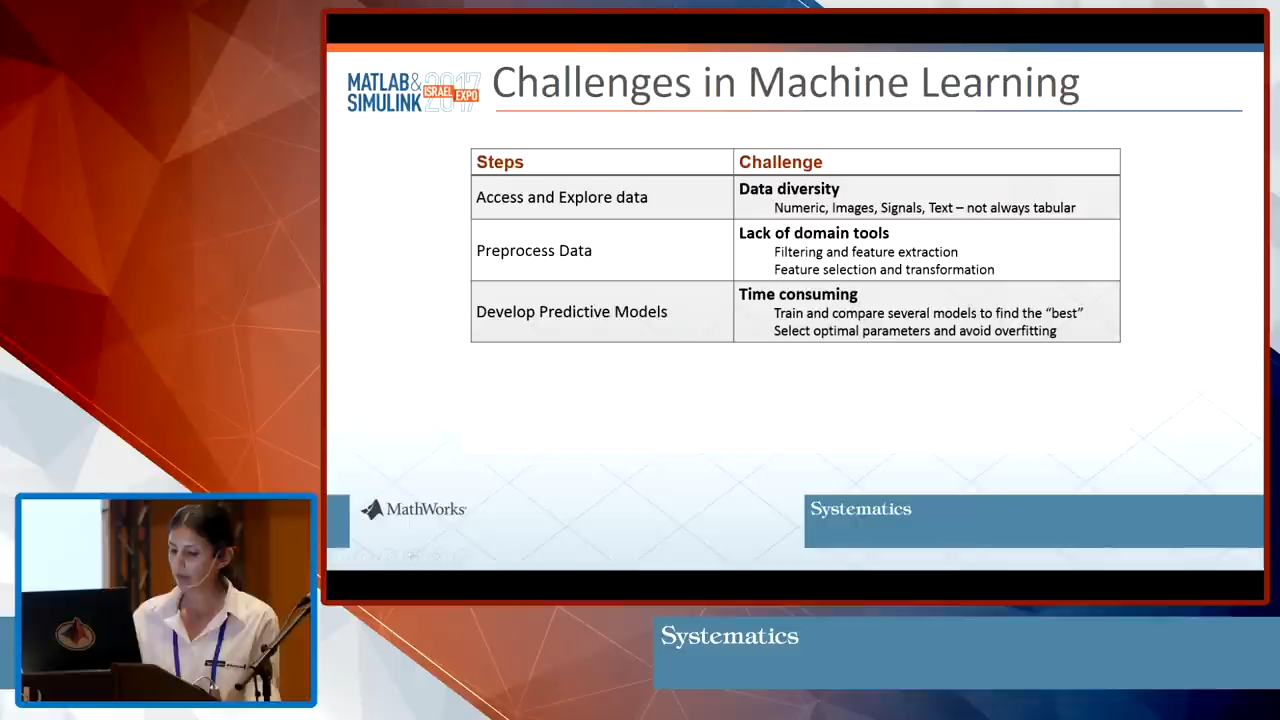 MATLAB&
SIMULINK
2017
ISRAEL
EXPO
Challenges in Machine Learning
Steps Challenge
Access and Explore data
Data diversity
Numeric, Images, Signals, Text – not always tabular
Preprocess Data
Lack of domain tools
Filtering and feature extraction
Feature selection and transformation
Develop Predictive Models
Time consuming
Train and compare several models to find the “best”
Select optimal parameters and avoid overfitting
MathWorks
Systematics
Systematics